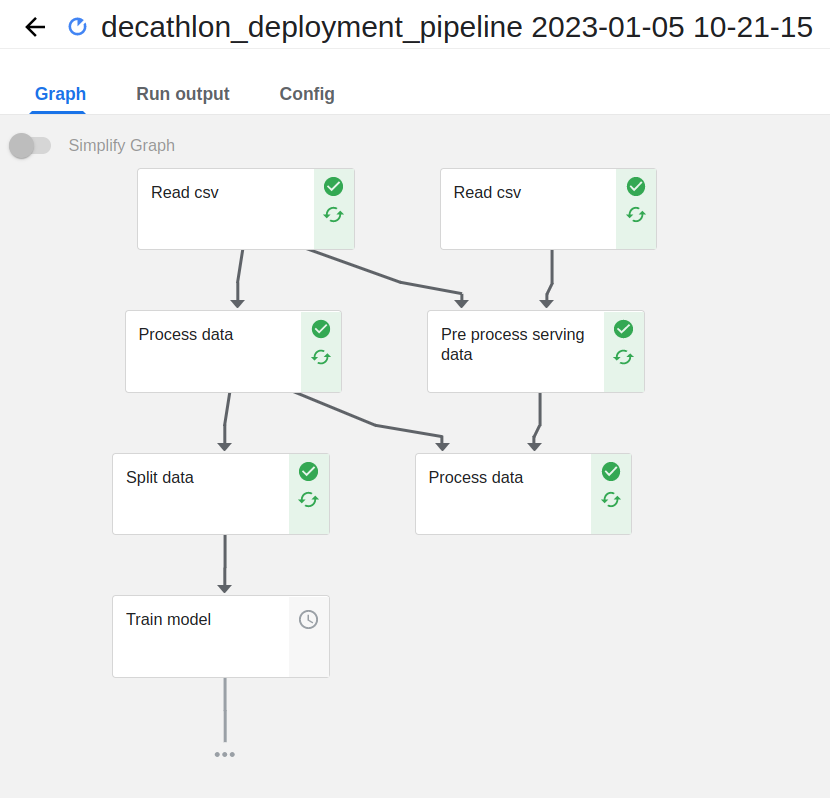 decathlon_deployment_pipeline 2023-01-05 10-21-15
Graph Run output Config
Simplify Graph
Read csv
Read csv
Process data
Pre process serving
data
Split data
Process data
Train model